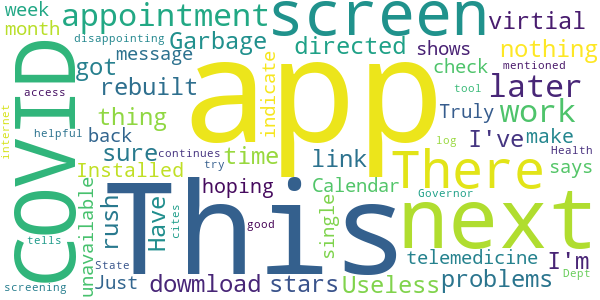 week appointment screen virtial
month disappointing Garbage directed shows nothing
access message indicate check mentioned
COVID got rebuilt app later
thing Truly work tool
internet helpful back link I've make
sure time There log
continues try Installed says Health
unavailable rush Have This hoping Calendar single next
cites good Governor
tells State Just download stars Useless telemedicine I'm
screening problems Dept